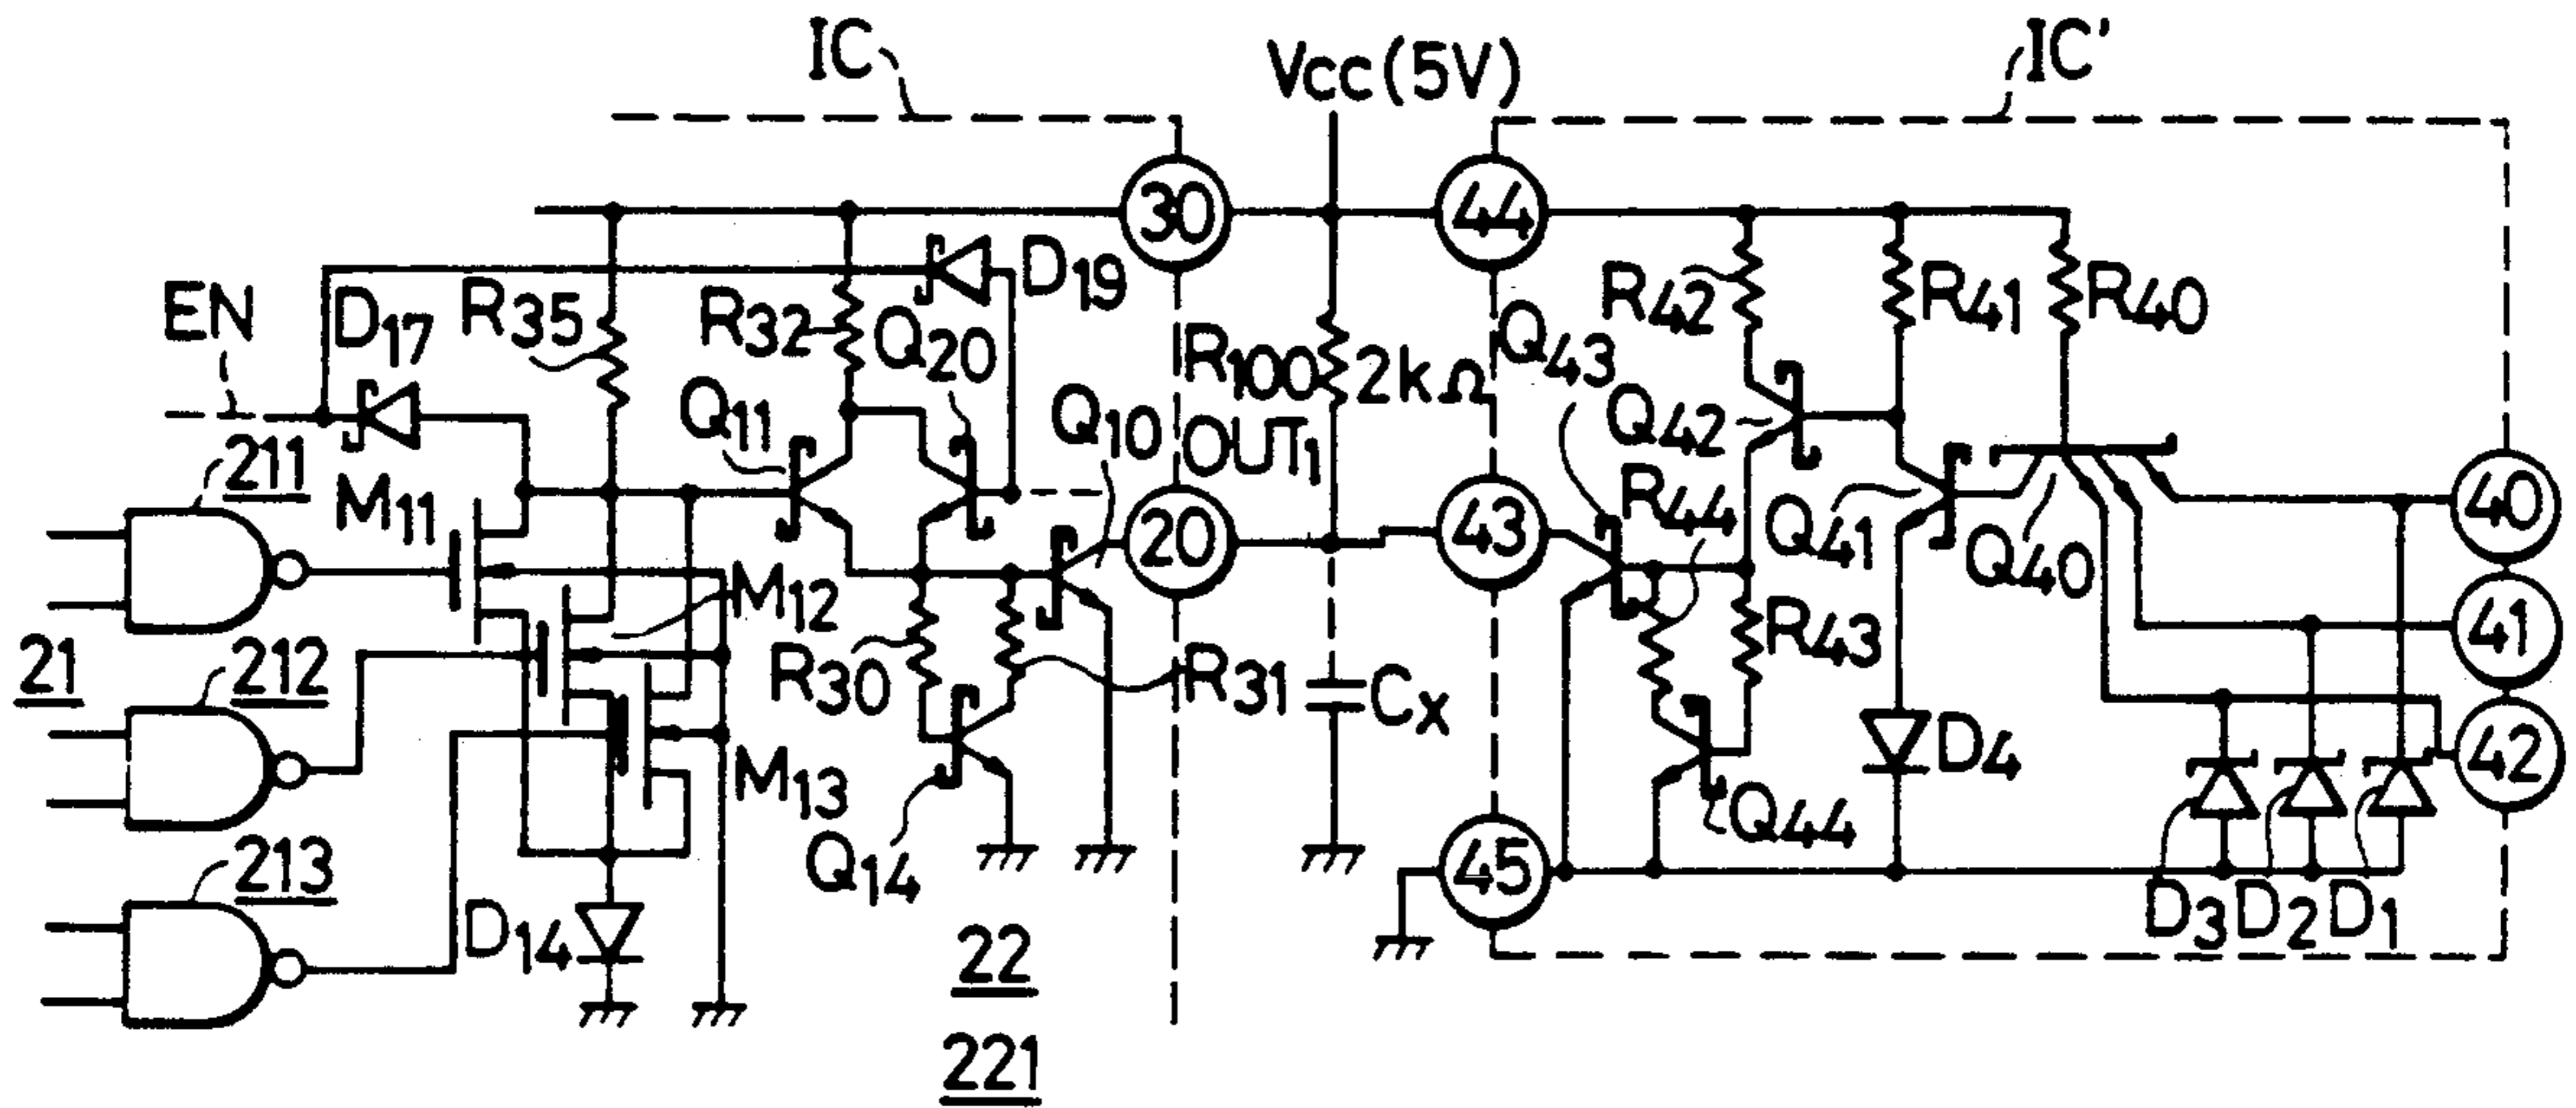 IC
Vcc(5V)
IC'
30
44
EN
D17
R35
R32
Q20
D19
R100
2kΩ
Q43
R42
R41
R40
211
M11
Q11
Q10
OUT1
Q42
R44
Q41
Q40
20
43
40
21
212
M12
R30
R31
Cx
R43
D4
41
42
213
M13
D14
Q14
45
Q44
D3
D2
D1
22
221